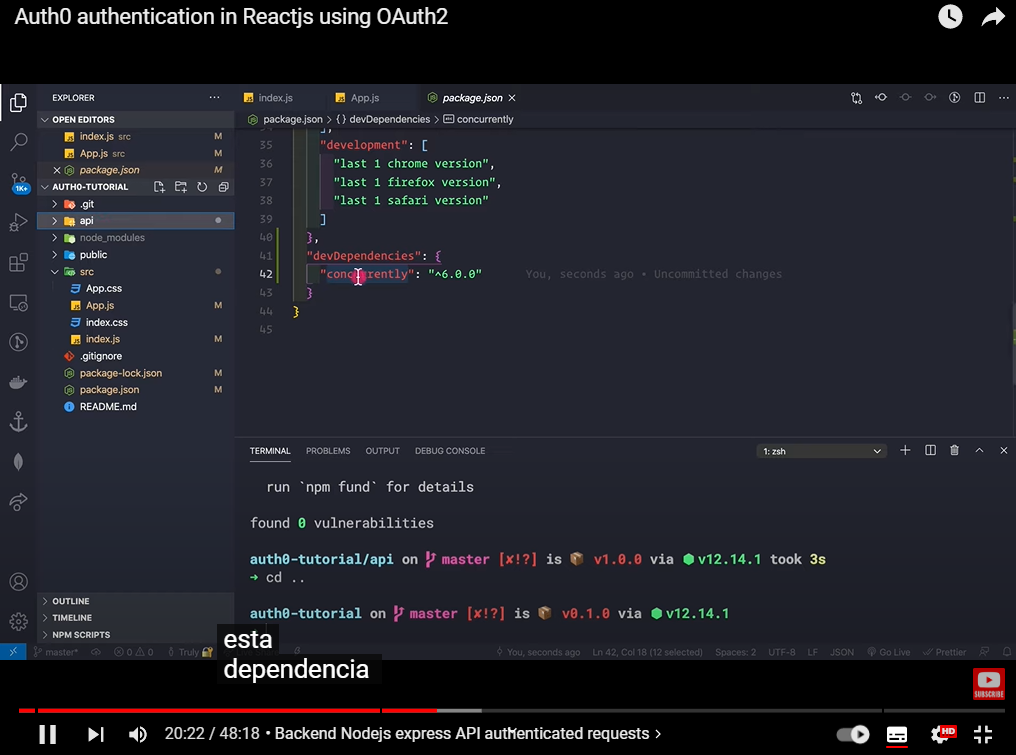 Auth0 authentication in Reactjs using OAuth2
EXPLORER
index.js
App.js
package.json
OPEN EDITORS
package.json > {} devDependencies > concurrently
index.js src M
App.js src M
package.json M
AUTH0-TUTORIAL
.git
api
node_modules
public
src
App.css
App.js M
index.css
index.js M
.gitignore
package-lock.json M
package.json M
README.md
1K+
35 "development": [
36 "last 1 chrome version",
37 "last 1 firefox version",
38 "last 1 safari version"
39 ]
40 },
41 "devDependencies": {
42 "concurrently": "^6.0.0" You, seconds ago • Uncommitted changes
43 }
44 }
45
TERMINAL PROBLEMS OUTPUT DEBUG CONSOLE 1: zsh
run `npm fund` for details
found 0 vulnerabilities
auth0-tutorial/api on master [✘!?] is 📦 v1.0.0 via ⬢ v12.14.1 took 3s
➜ cd ..
auth0-tutorial on master [✘!?] is 📦 v0.1.0 via ⬢ v12.14.1
OUTLINE
TIMELINE
NPM SCRIPTS
master* 0 0 Truly
You, seconds ago Ln 42, Col 18 (12 selected) Spaces: 2 UTF-8 LF JSON Go Live Prettier
esta
dependencia
SUBSCRIBE
20:22 / 48:18 • Backend Nodejs express API authenticated requests >
HD